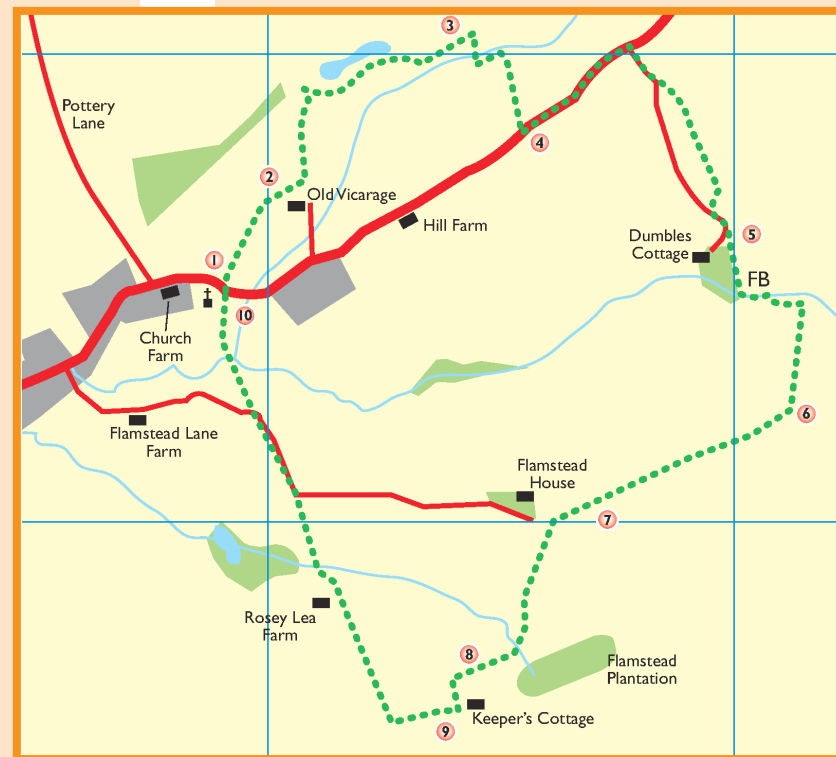 3
Pottery
Lane
4
2
Old Vicarage
Hill Farm
5
Dumbles
Cottage
1
FB
10
Church
Farm
6
Flamstead Lane
Farm
Flamstead
House
7
Rosey Lea
Farm
8
Flamstead
Plantation
Keeper's Cottage
9